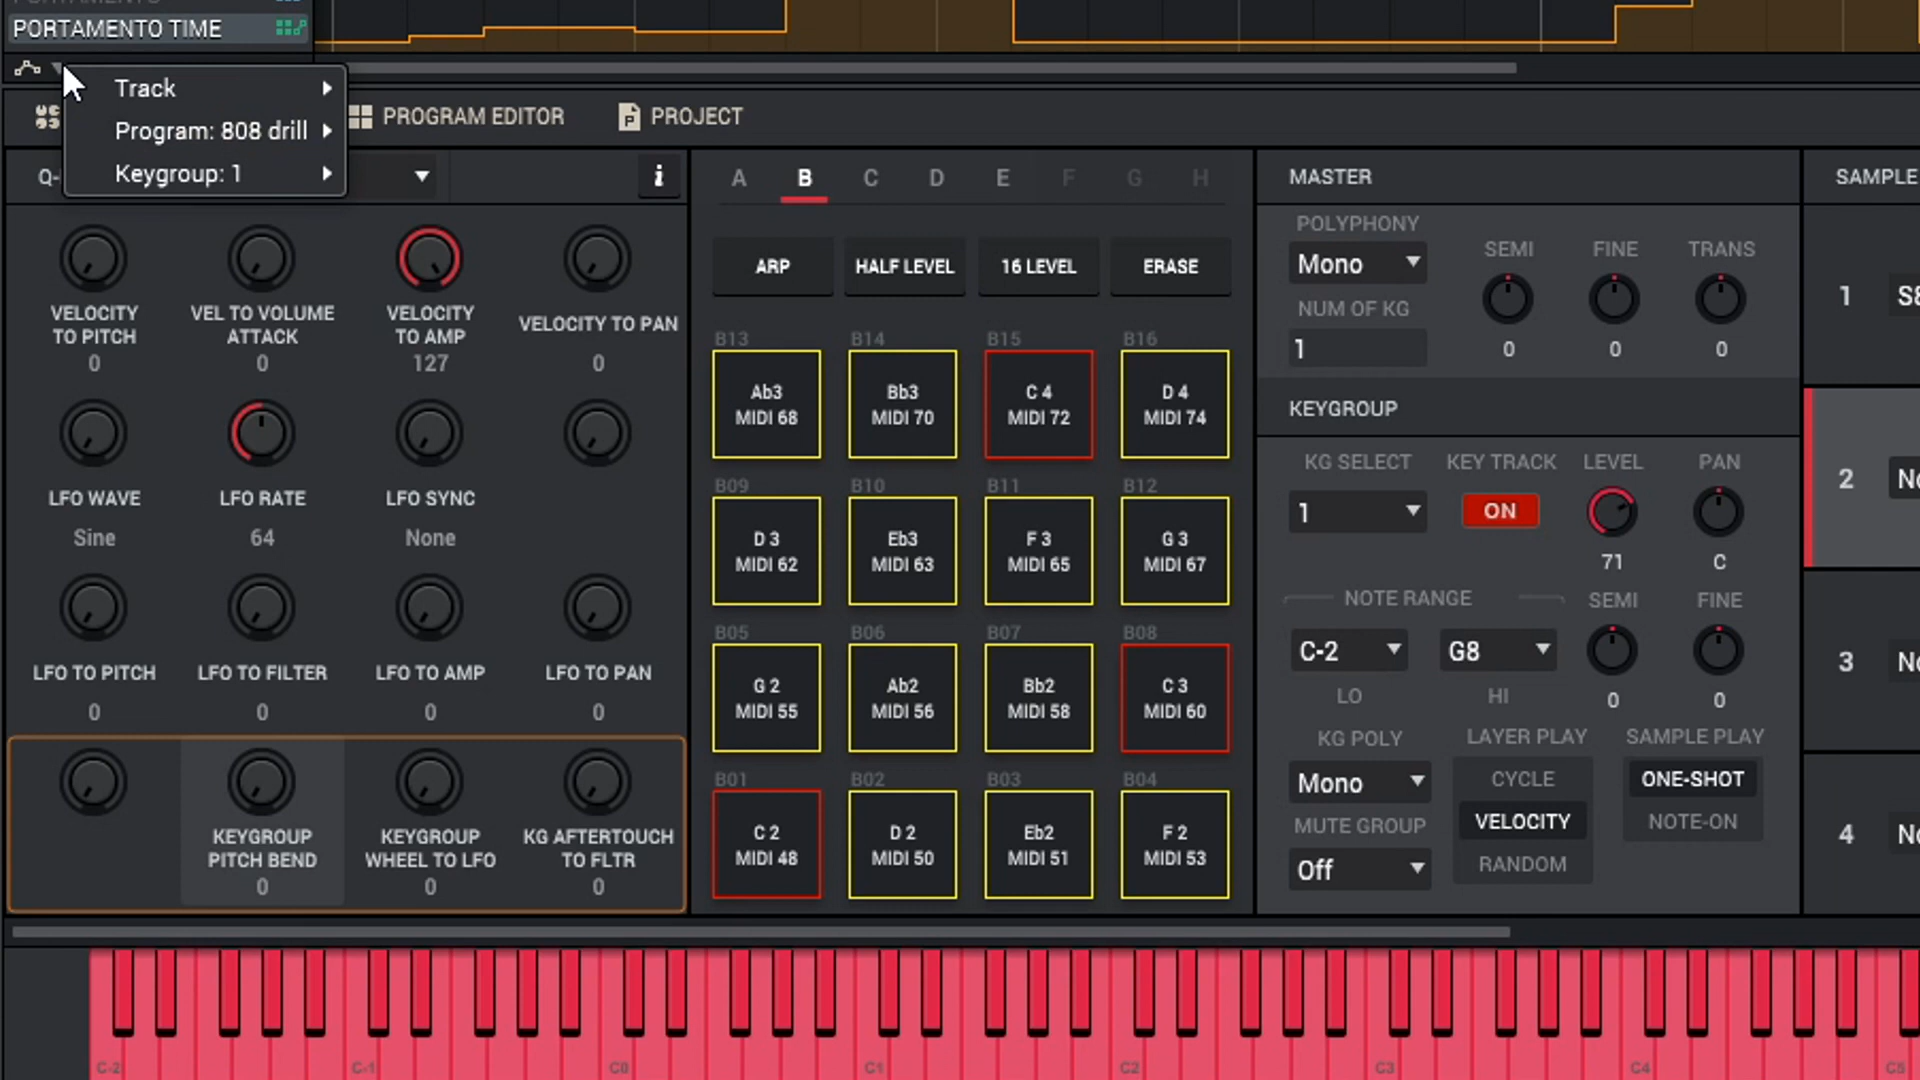 PORTAMENTO TIME
Track
Program: 808 drill
Keygroup: 1
PROGRAM EDITOR
PROJECT
Q-
i
A B C D E F G H
MASTER
SAMPLE
VELOCITY TO PITCH
0
VEL TO VOLUME ATTACK
0
VELOCITY TO AMP
127
VELOCITY TO PAN
0
LFO WAVE
Sine
LFO RATE
64
LFO SYNC
None
LFO TO PITCH
0
LFO TO FILTER
0
LFO TO AMP
0
LFO TO PAN
0
KEYGROUP PITCH BEND
0
KEYGROUP WHEEL TO LFO
0
KG AFTERTOUCH TO FLTR
0
ARP
HALF LEVEL
16 LEVEL
ERASE
B13
Ab3
MIDI 68
B14
Bb3
MIDI 70
B15
C 4
MIDI 72
B16
D 4
MIDI 74
B09
D 3
MIDI 62
B10
Eb3
MIDI 63
B11
F 3
MIDI 65
B12
G 3
MIDI 67
B05
G 2
MIDI 55
B06
Ab2
MIDI 56
B07
Bb2
MIDI 58
B08
C 3
MIDI 60
B01
C 2
MIDI 48
B02
D 2
MIDI 50
B03
Eb2
MIDI 51
B04
F 2
MIDI 53
POLYPHONY
Mono
NUM OF KG
1
SEMI
0
FINE
0
TRANS
0
KEYGROUP
KG SELECT
1
KEY TRACK
ON
LEVEL
71
PAN
C
NOTE RANGE
C-2
LO
G8
HI
SEMI
0
FINE
0
KG POLY
Mono
MUTE GROUP
Off
LAYER PLAY
CYCLE
VELOCITY
RANDOM
SAMPLE PLAY
ONE-SHOT
NOTE-ON
1
2
3
4
C-2 C-1 C0 C1 C2 C3 C4 C5